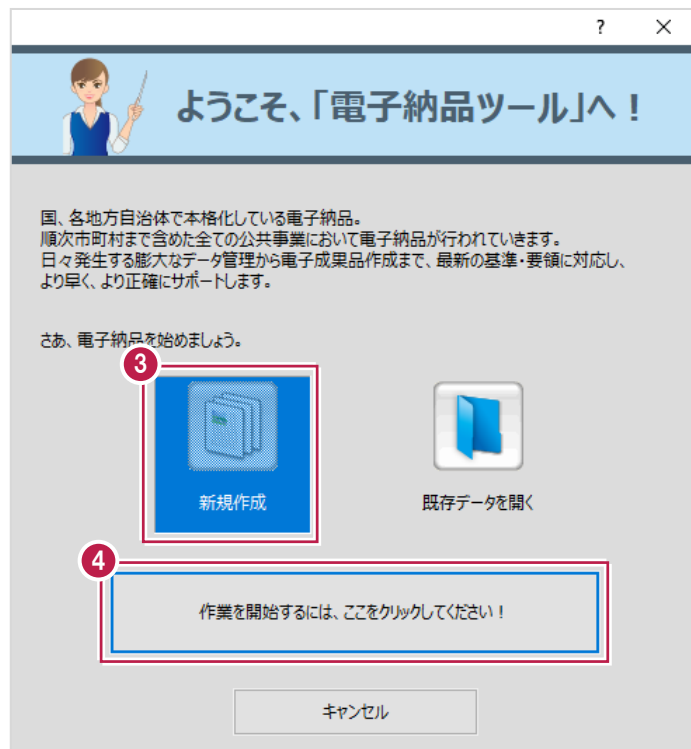 ?
ようこそ、「電子納品ツール」へ！
国、各地方自治体で本格化している電子納品。
順次市町村まで含めた全ての公共事業において電子納品が行われていきます。
日々発生する膨大なデータ管理から電子成果品作成まで、最新の基準・要領に対応し、
より早く、より正確にサポートします。
さあ、電子納品を始めましょう。
3
新規作成
既存データを開く
4
作業を開始するには、ここをクリックしてください！
キャンセル